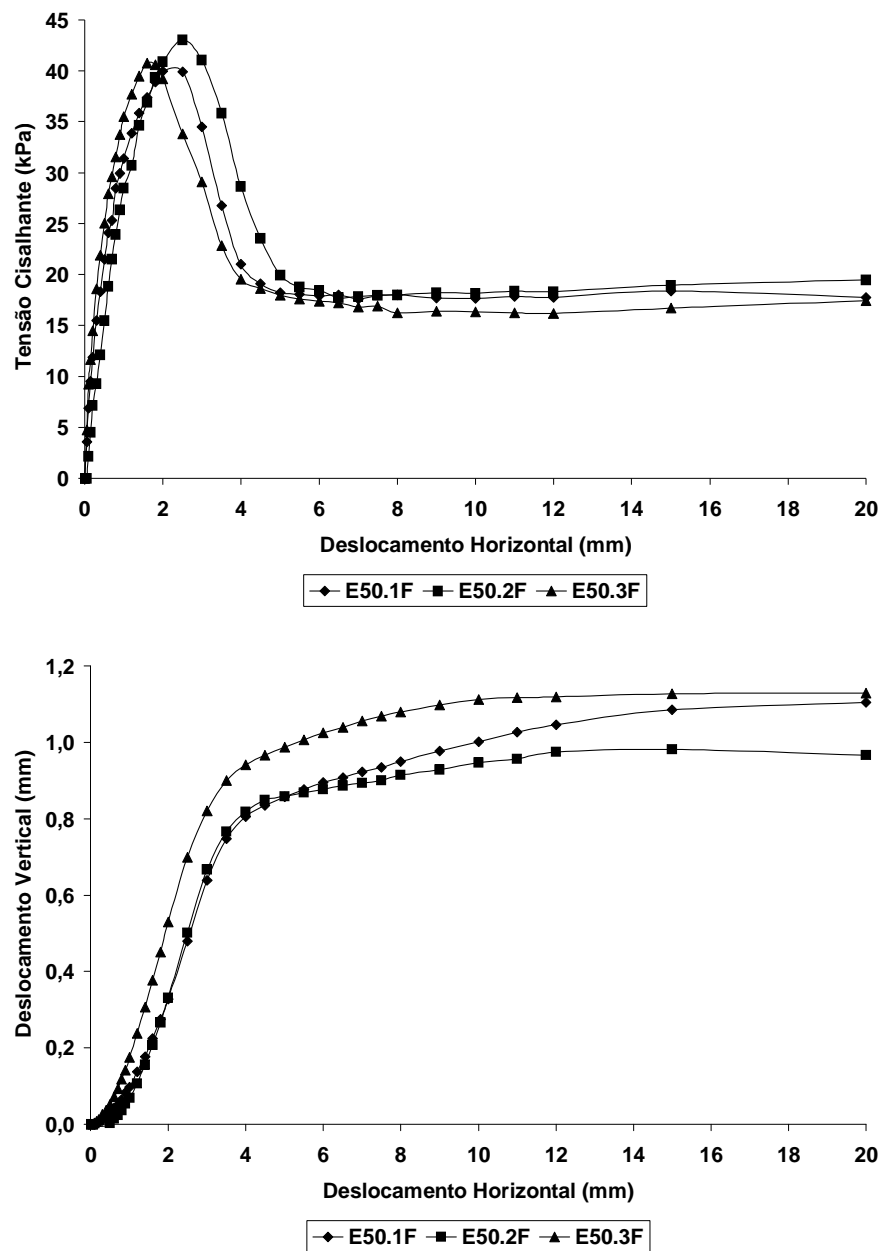 45
40
35
30
25
20
15
10
5
0
Tensão Cisalhante (kPa)
0 2 4 6 8 10 12 14 16 18 20
Deslocamento Horizontal (mm)
E50.1F E50.2F E50.3F
1,2
1,0
0,8
0,6
0,4
0,2
0,0
Deslocamento Vertical (mm)
0 2 4 6 8 10 12 14 16 18 20
Deslocamento Horizontal (mm)
E50.1F E50.2F E50.3F